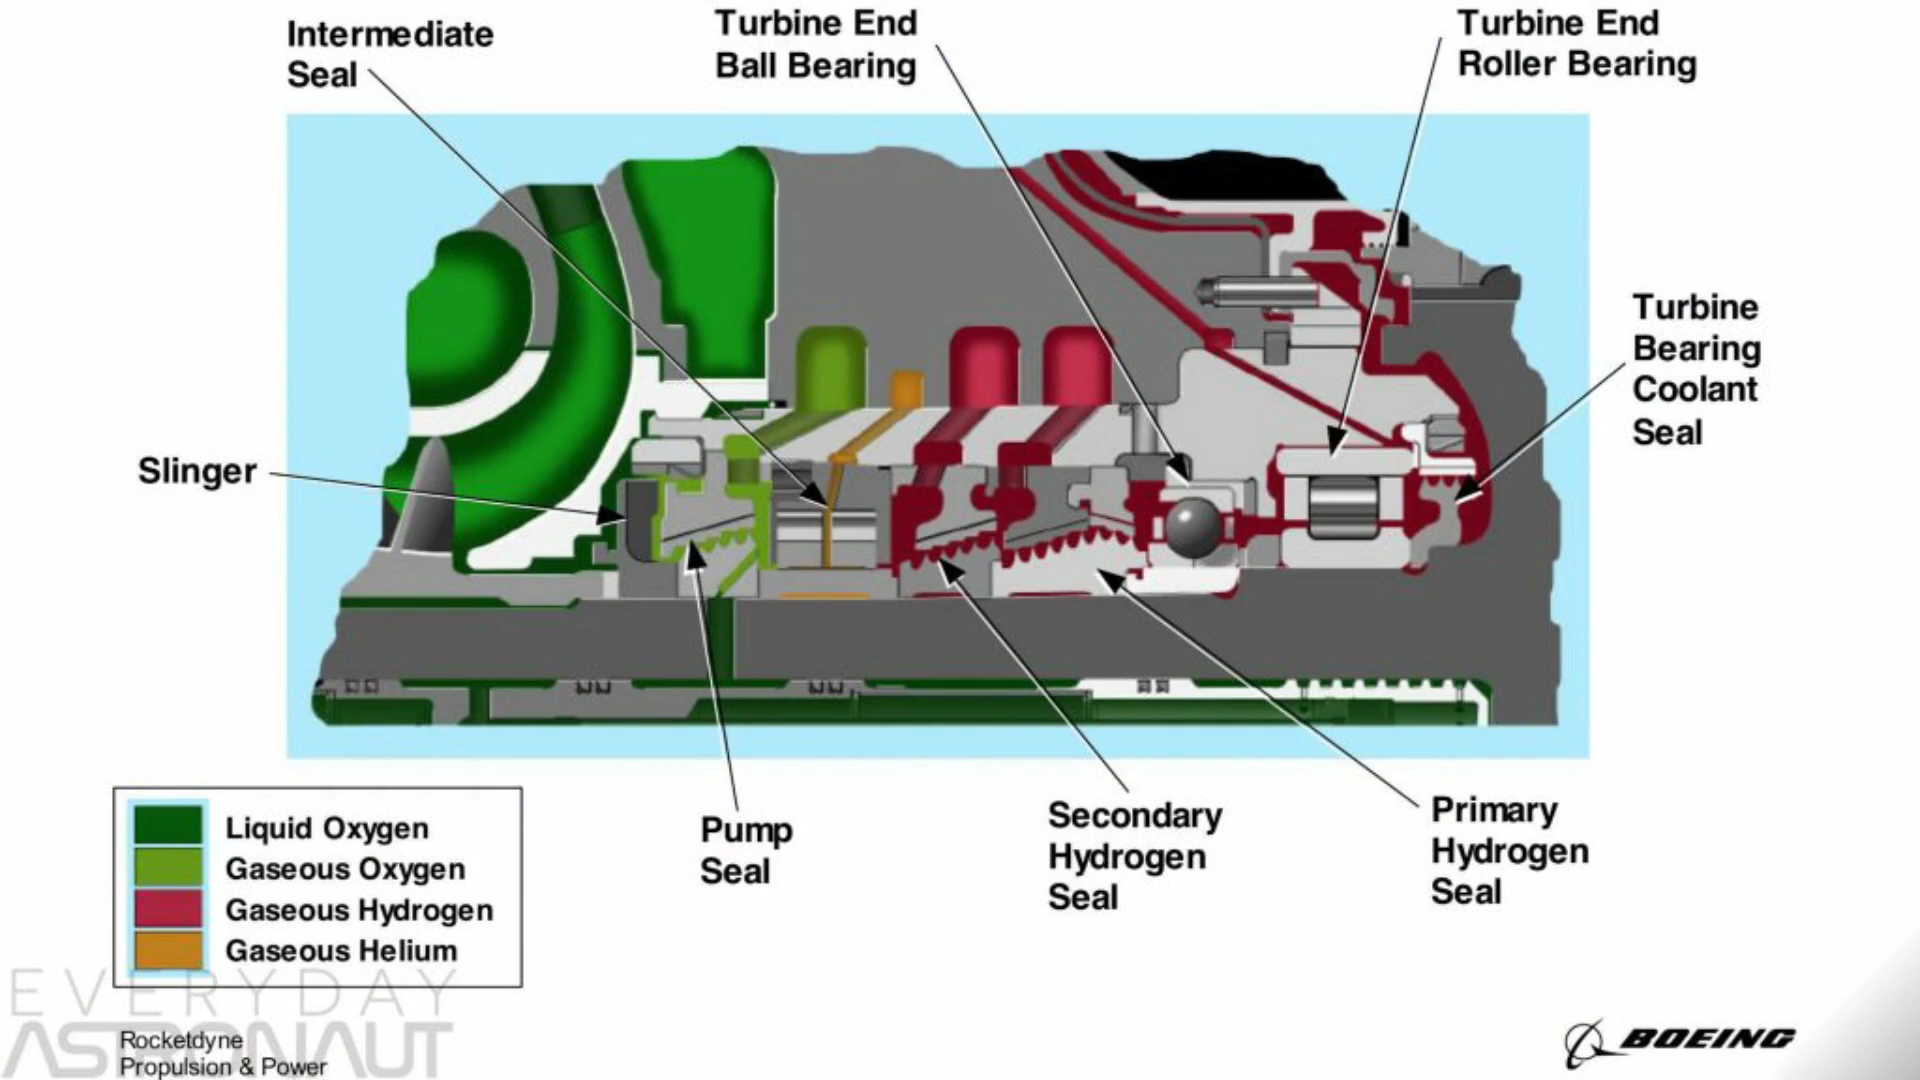 Intermediate
Seal
Turbine End
Ball Bearing
Turbine End
Roller Bearing
Turbine
Bearing
Coolant
Seal
Slinger
Pump
Seal
Secondary
Hydrogen
Seal
Primary
Hydrogen
Seal
Liquid Oxygen
Gaseous Oxygen
Gaseous Hydrogen
Gaseous Helium
EVERYDAY
ASTRONAUT
Rocketdyne
Propulsion & Power
BOEING